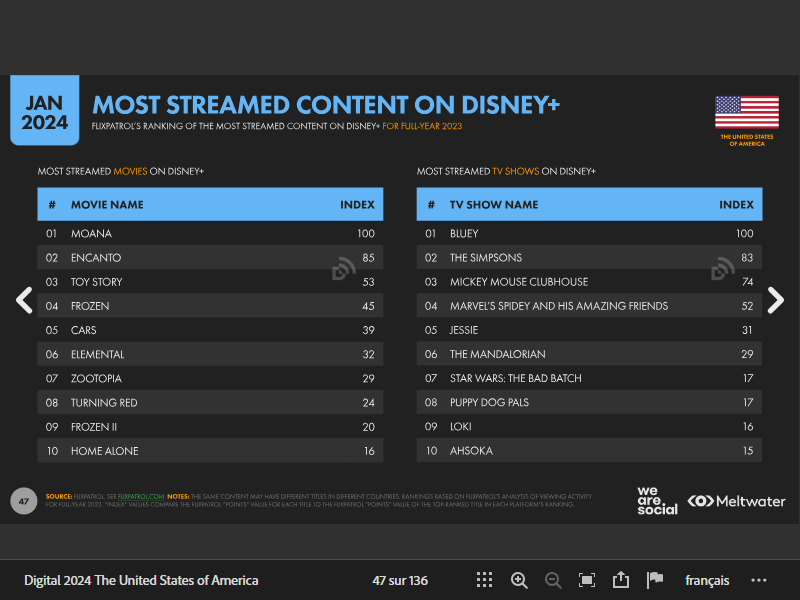 JAN
2024
MOST STREAMED CONTENT ON DISNEY+
FLIXPATROL'S RANKING OF THE MOST STREAMED CONTENT ON DISNEY+ FOR FULL-YEAR 2023
THE UNITED STATES
OF AMERICA
MOST STREAMED MOVIES ON DISNEY+
# MOVIE NAME INDEX
01 MOANA 100
02 ENCANTO 85
03 TOY STORY 53
04 FROZEN 45
05 CARS 39
06 ELEMENTAL 32
07 ZOOTOPIA 29
08 TURNING RED 24
09 FROZEN II 20
10 HOME ALONE 16
MOST STREAMED TV SHOWS ON DISNEY+
# TV SHOW NAME INDEX
01 BLUEY 100
02 THE SIMPSONS 83
03 MICKEY MOUSE CLUBHOUSE 74
04 MARVEL'S SPIDEY AND HIS AMAZING FRIENDS 52
05 JESSIE 31
06 THE MANDALORIAN 29
07 STAR WARS: THE BAD BATCH 17
08 PUPPY DOG PALS 17
09 LOKI 16
10 AHSOKA 15
47
SOURCE: FLIXPATROL. SEE FLIXPATROL.COM. NOTES: THE SAME CONTENT MAY HAVE DIFFERENT TITLES IN DIFFERENT COUNTRIES. RANKINGS BASED ON FLIXPATROL'S ANALYSIS OF VIEWING ACTIVITY
FOR FULL-YEAR 2023. "INDEX" VALUES COMPARE THE FLIXPATROL "POINTS" VALUE FOR EACH TITLE TO THE FLIXPATROL "POINTS" VALUE OF THE TOP-RANKED TITLE IN EACH PLATFORM'S RANKING.
we
are
social
Meltwater
Digital 2024 The United States of America
47 sur 136
français